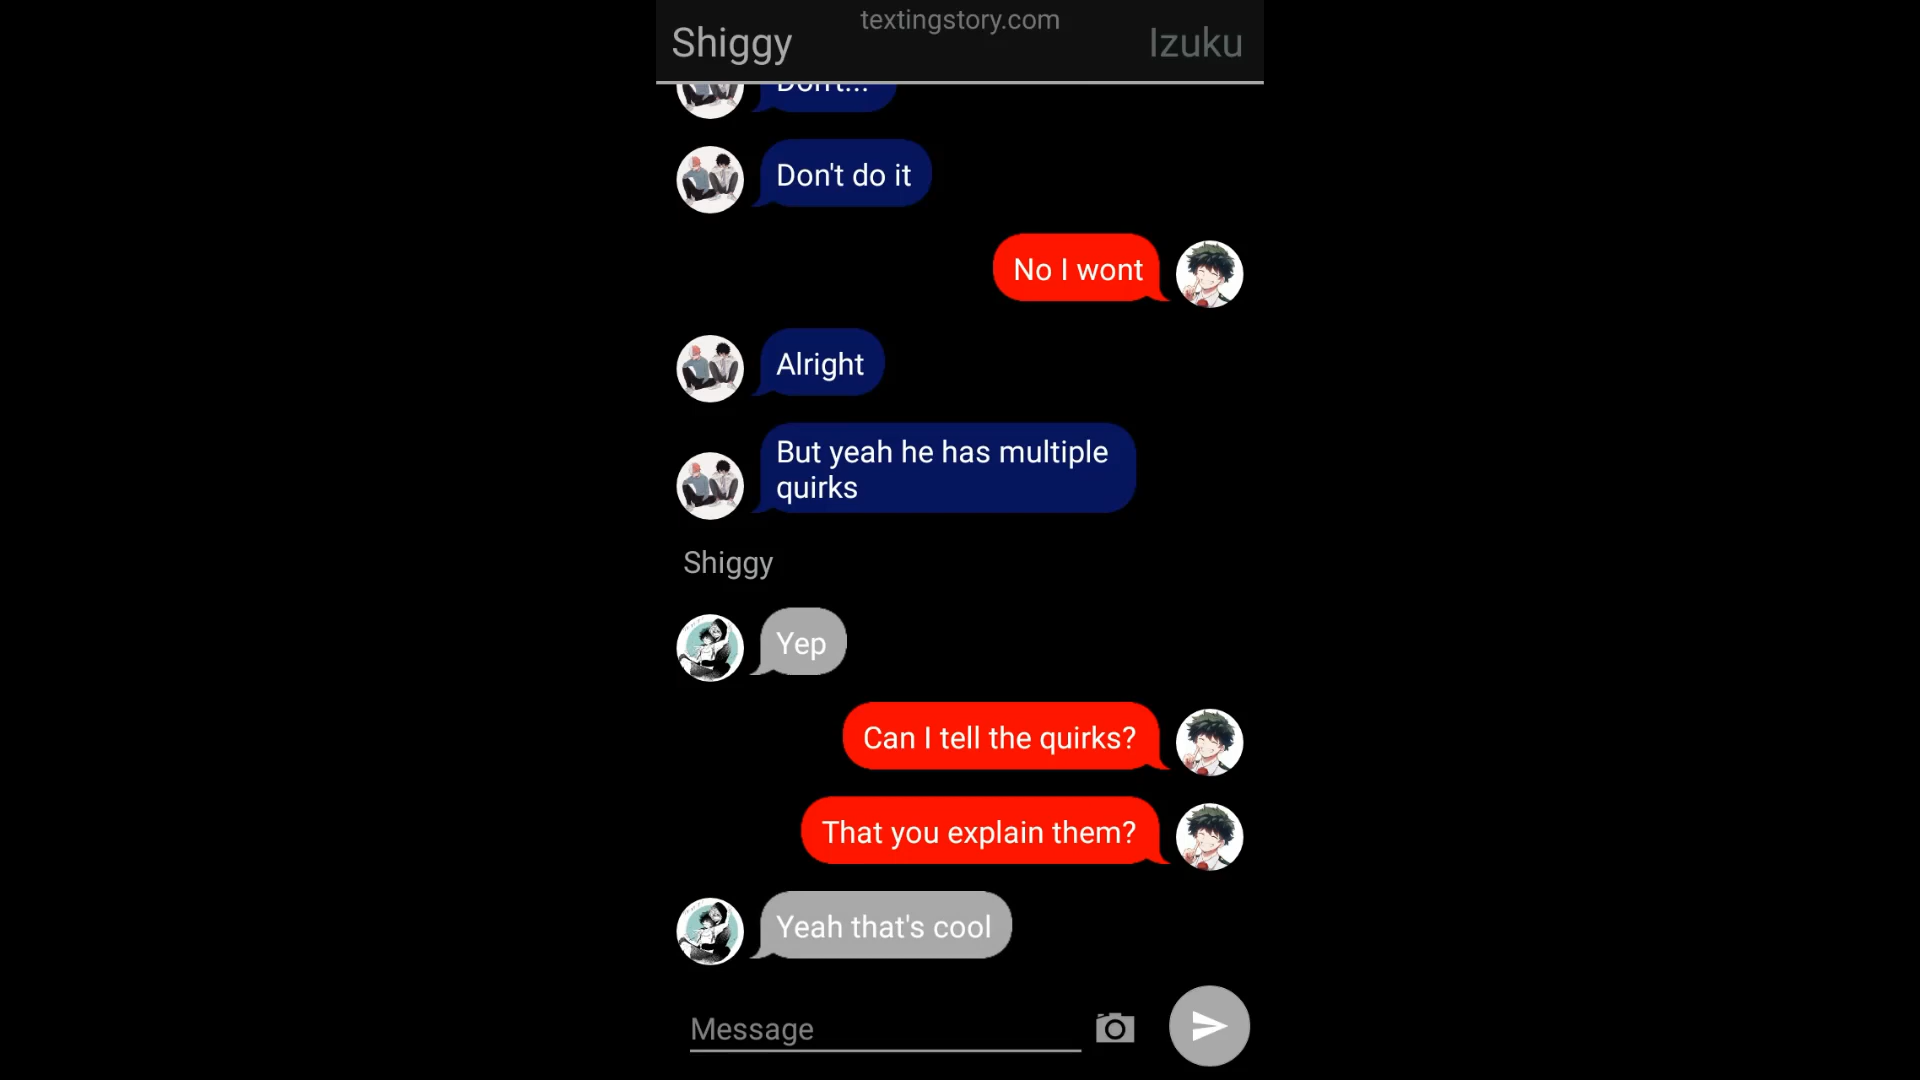 textingstory.com
Shiggy
Izuku
Don't...
Don't do it
No I wont
Alright
But yeah he has multiple
quirks
Shiggy
Yep
Can I tell the quirks?
That you explain them?
Yeah that's cool
Message